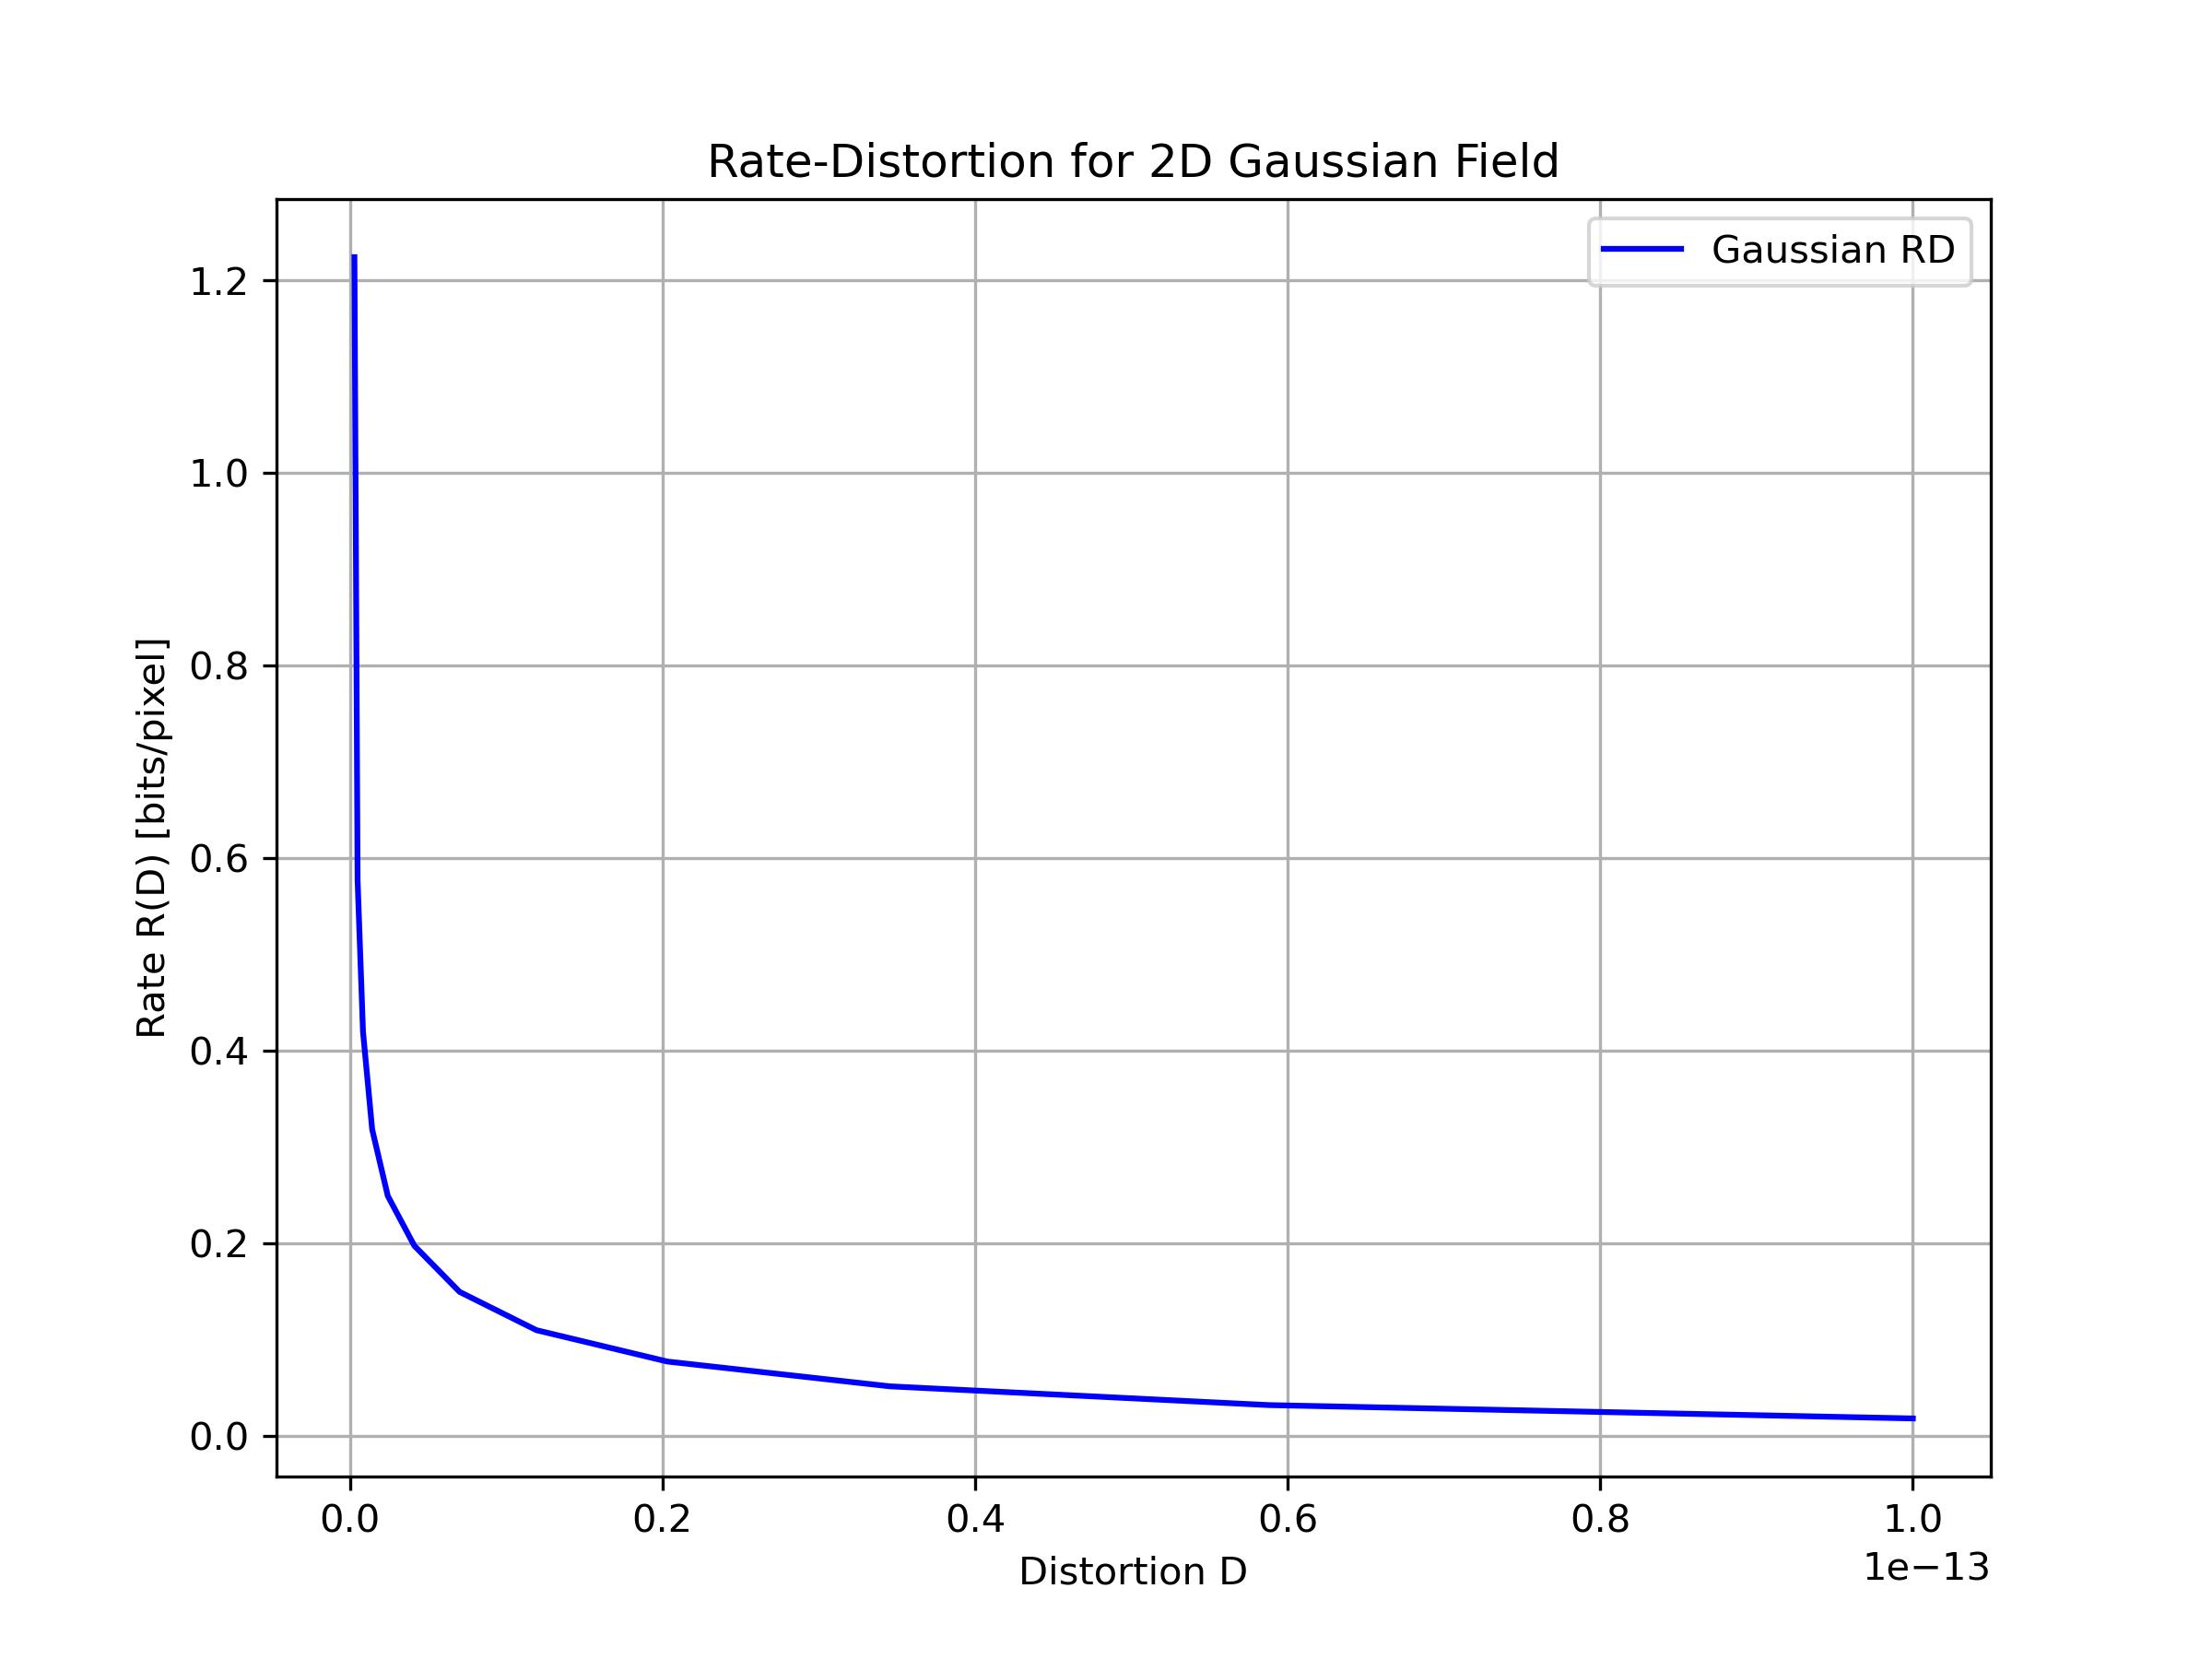 Rate-Distortion for 2D Gaussian Field
Gaussian RD
1.2
1.0
0.8
0.6
0.4
0.2
0.0
Rate R(D) [bits/pixel]
0.0 0.2 0.4 0.6 0.8 1.0
1e−13
Distortion D